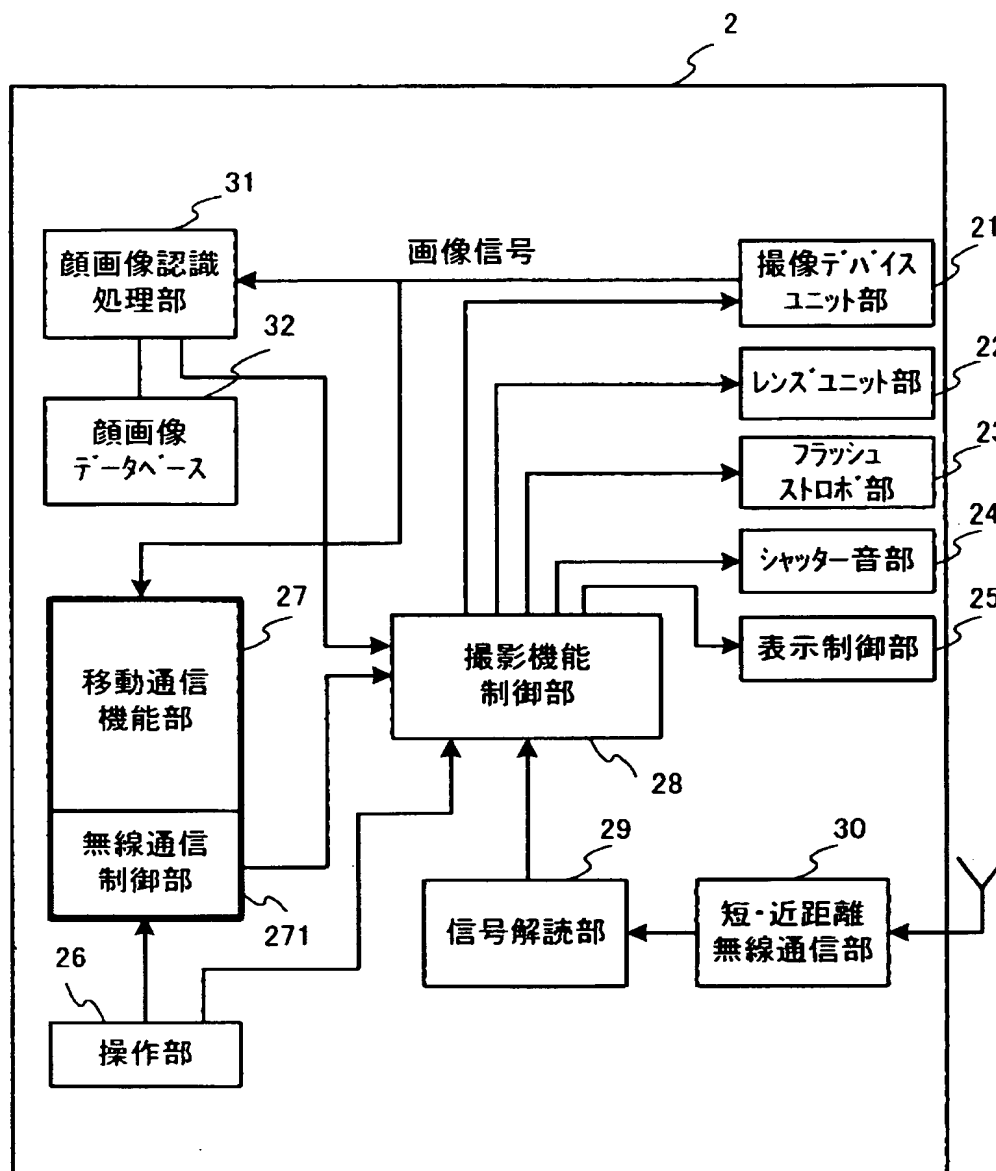 2
31
顔画像認識
処理部
画像信号
21
撮像デバイス
ユニット部
32
顔画像
データベース
22
レンズユニット部
23
フラッシュ
ストロボ部
24
シャッター音部
25
表示制御部
27
移動通信
機能部
撮影機能
制御部
28
無線通信
制御部
271
29
信号解読部
30
短・近距離
無線通信部
26
操作部